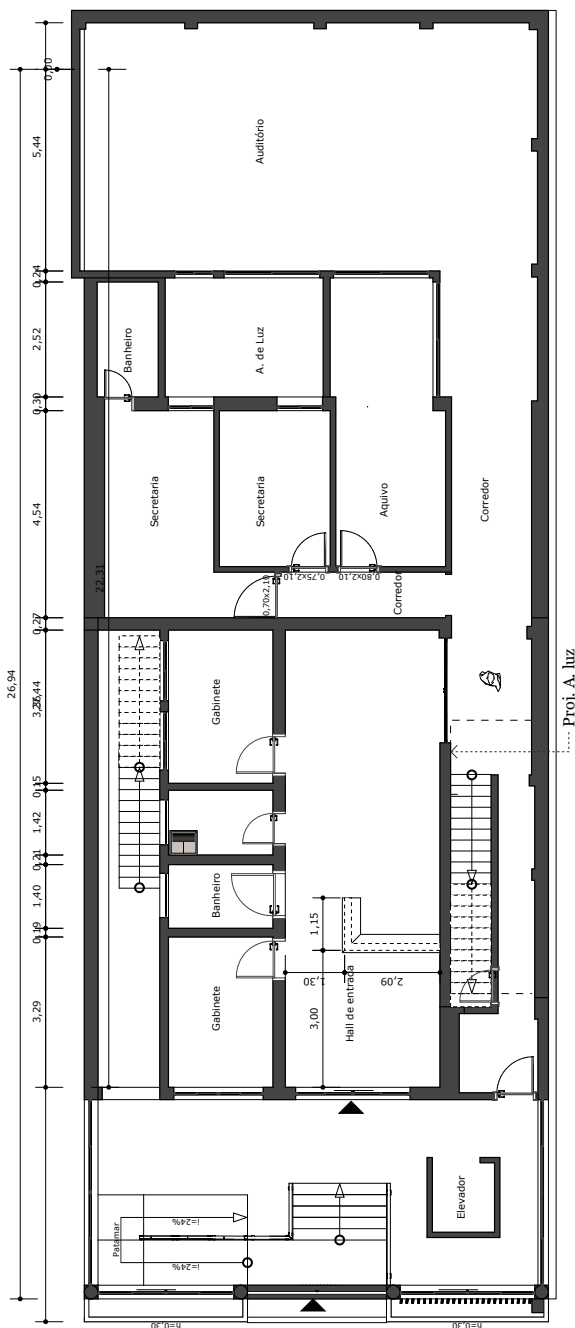 0,00
5,44
Auditório
0,24
2,52
Banheiro
A. de Luz
0,30
4,54
Secretaria
Secretaria
Aquivo
Corredor
22,31
0,70x2,10
0,75x2,10
0,80x2,10
Corredor
0,27
26,94
Gabinete
Proj. A. luz
0,15
1,42
0,21
1,40
Banheiro
1,15
0,19
3,29
Gabinete
1,30
2,09
3,00
Hall de entrada
Elevador
Patamar
i=24%
i=24%
h=0,30
h=0,30